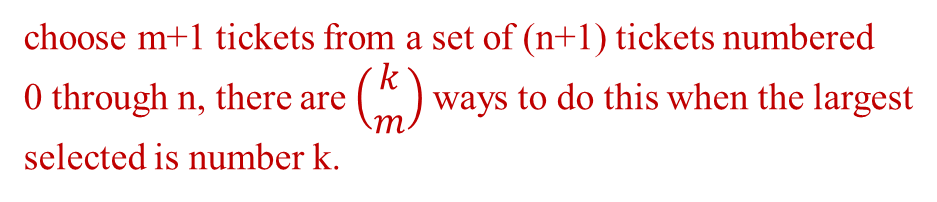 choose m+1 tickets from a set of (n+1) tickets numbered
0 through n, there are (k m) ways to do this when the largest
selected is number k.